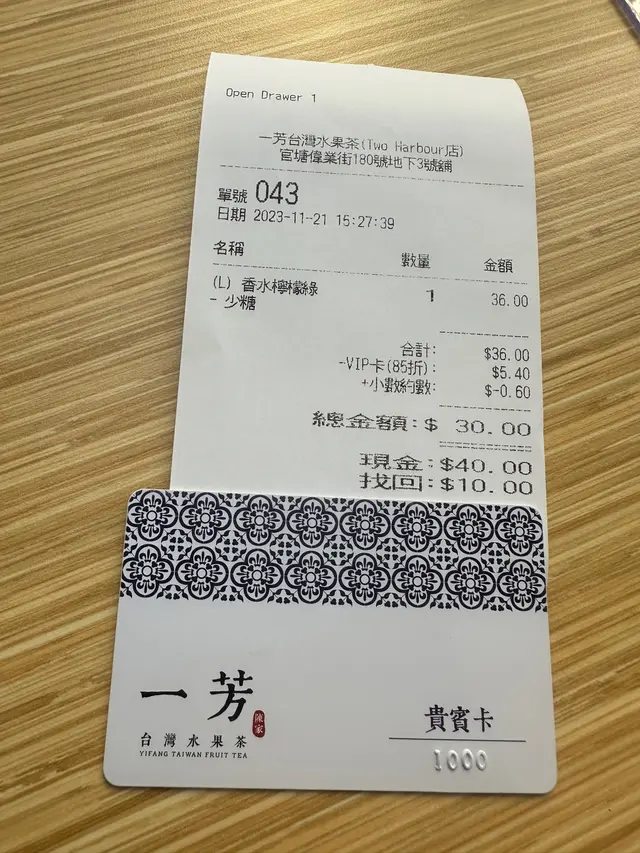 Open Drawer 1
一芳台灣水果茶(Two Harbour店)
官塘偉業街180號地下3號舖
單號 043
日期 2023-11-21 15:27:39
名稱 數量 金額
(L) 香水檸檬綠 1 36.00
- 少糖
合計: $36.00
-VIP卡(85折): $5.40
+小數約數: $-0.60
總金額:$ 30.00
現金:$40.00
找回:$10.00
一芳
陳家
台灣水果茶
YIFANG TAIWAN FRUIT TEA
貴賓卡
1000